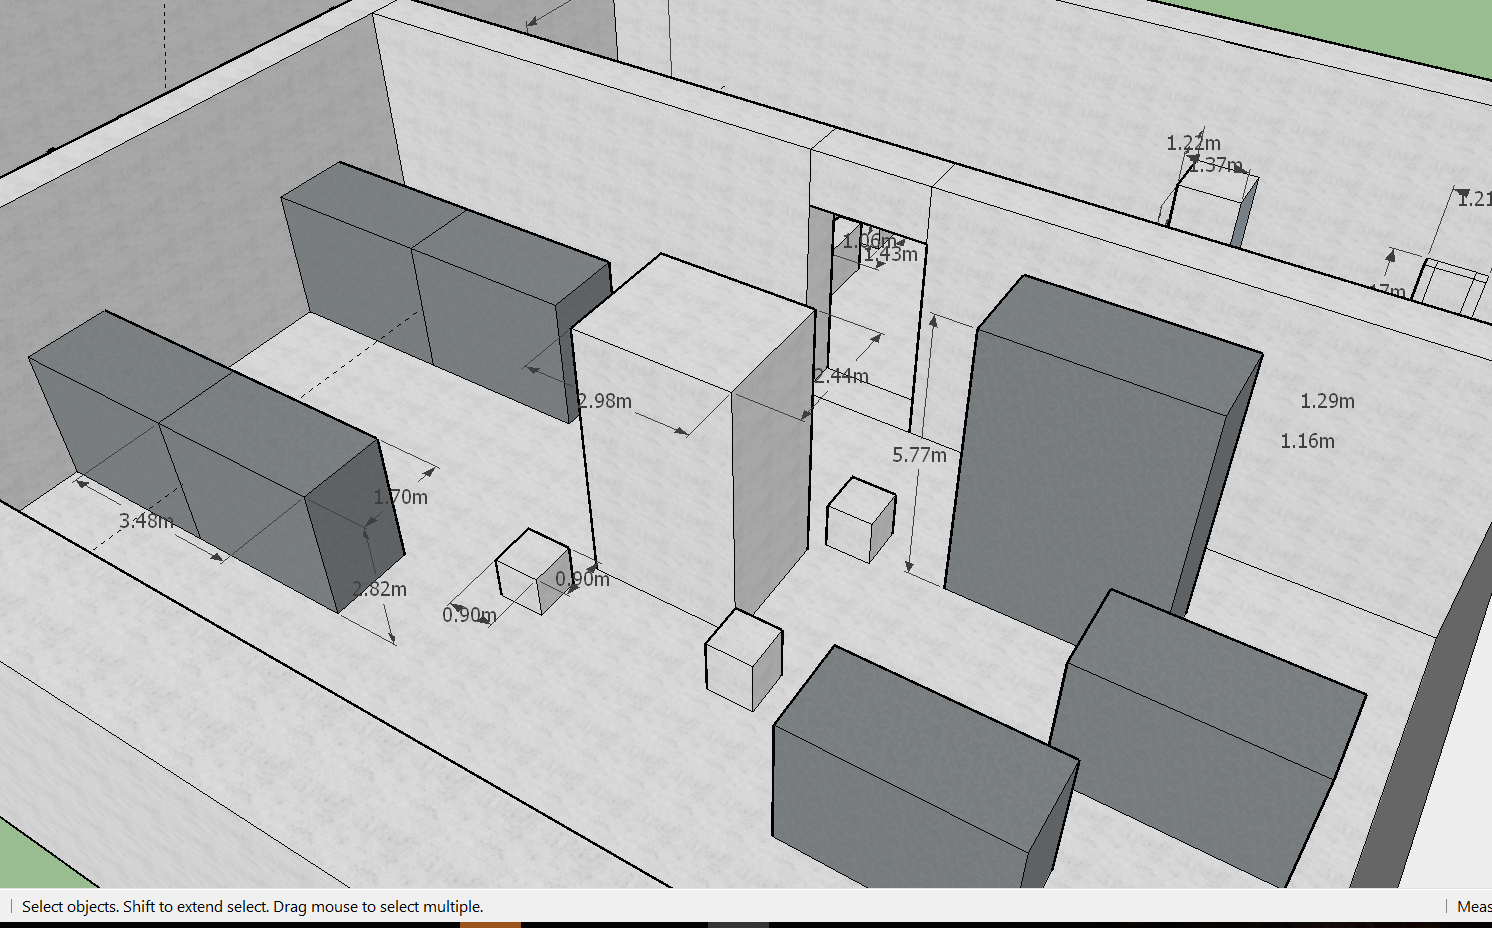 1.22m
1.37m
1.21
1.06m
1.43m
17m
2.44m
2.98m
1.29m
1.16m
5.77m
1.70m
3.48m
0.90m
2.82m
0.90m
Select objects. Shift to extend select. Drag mouse to select multiple.
Meas